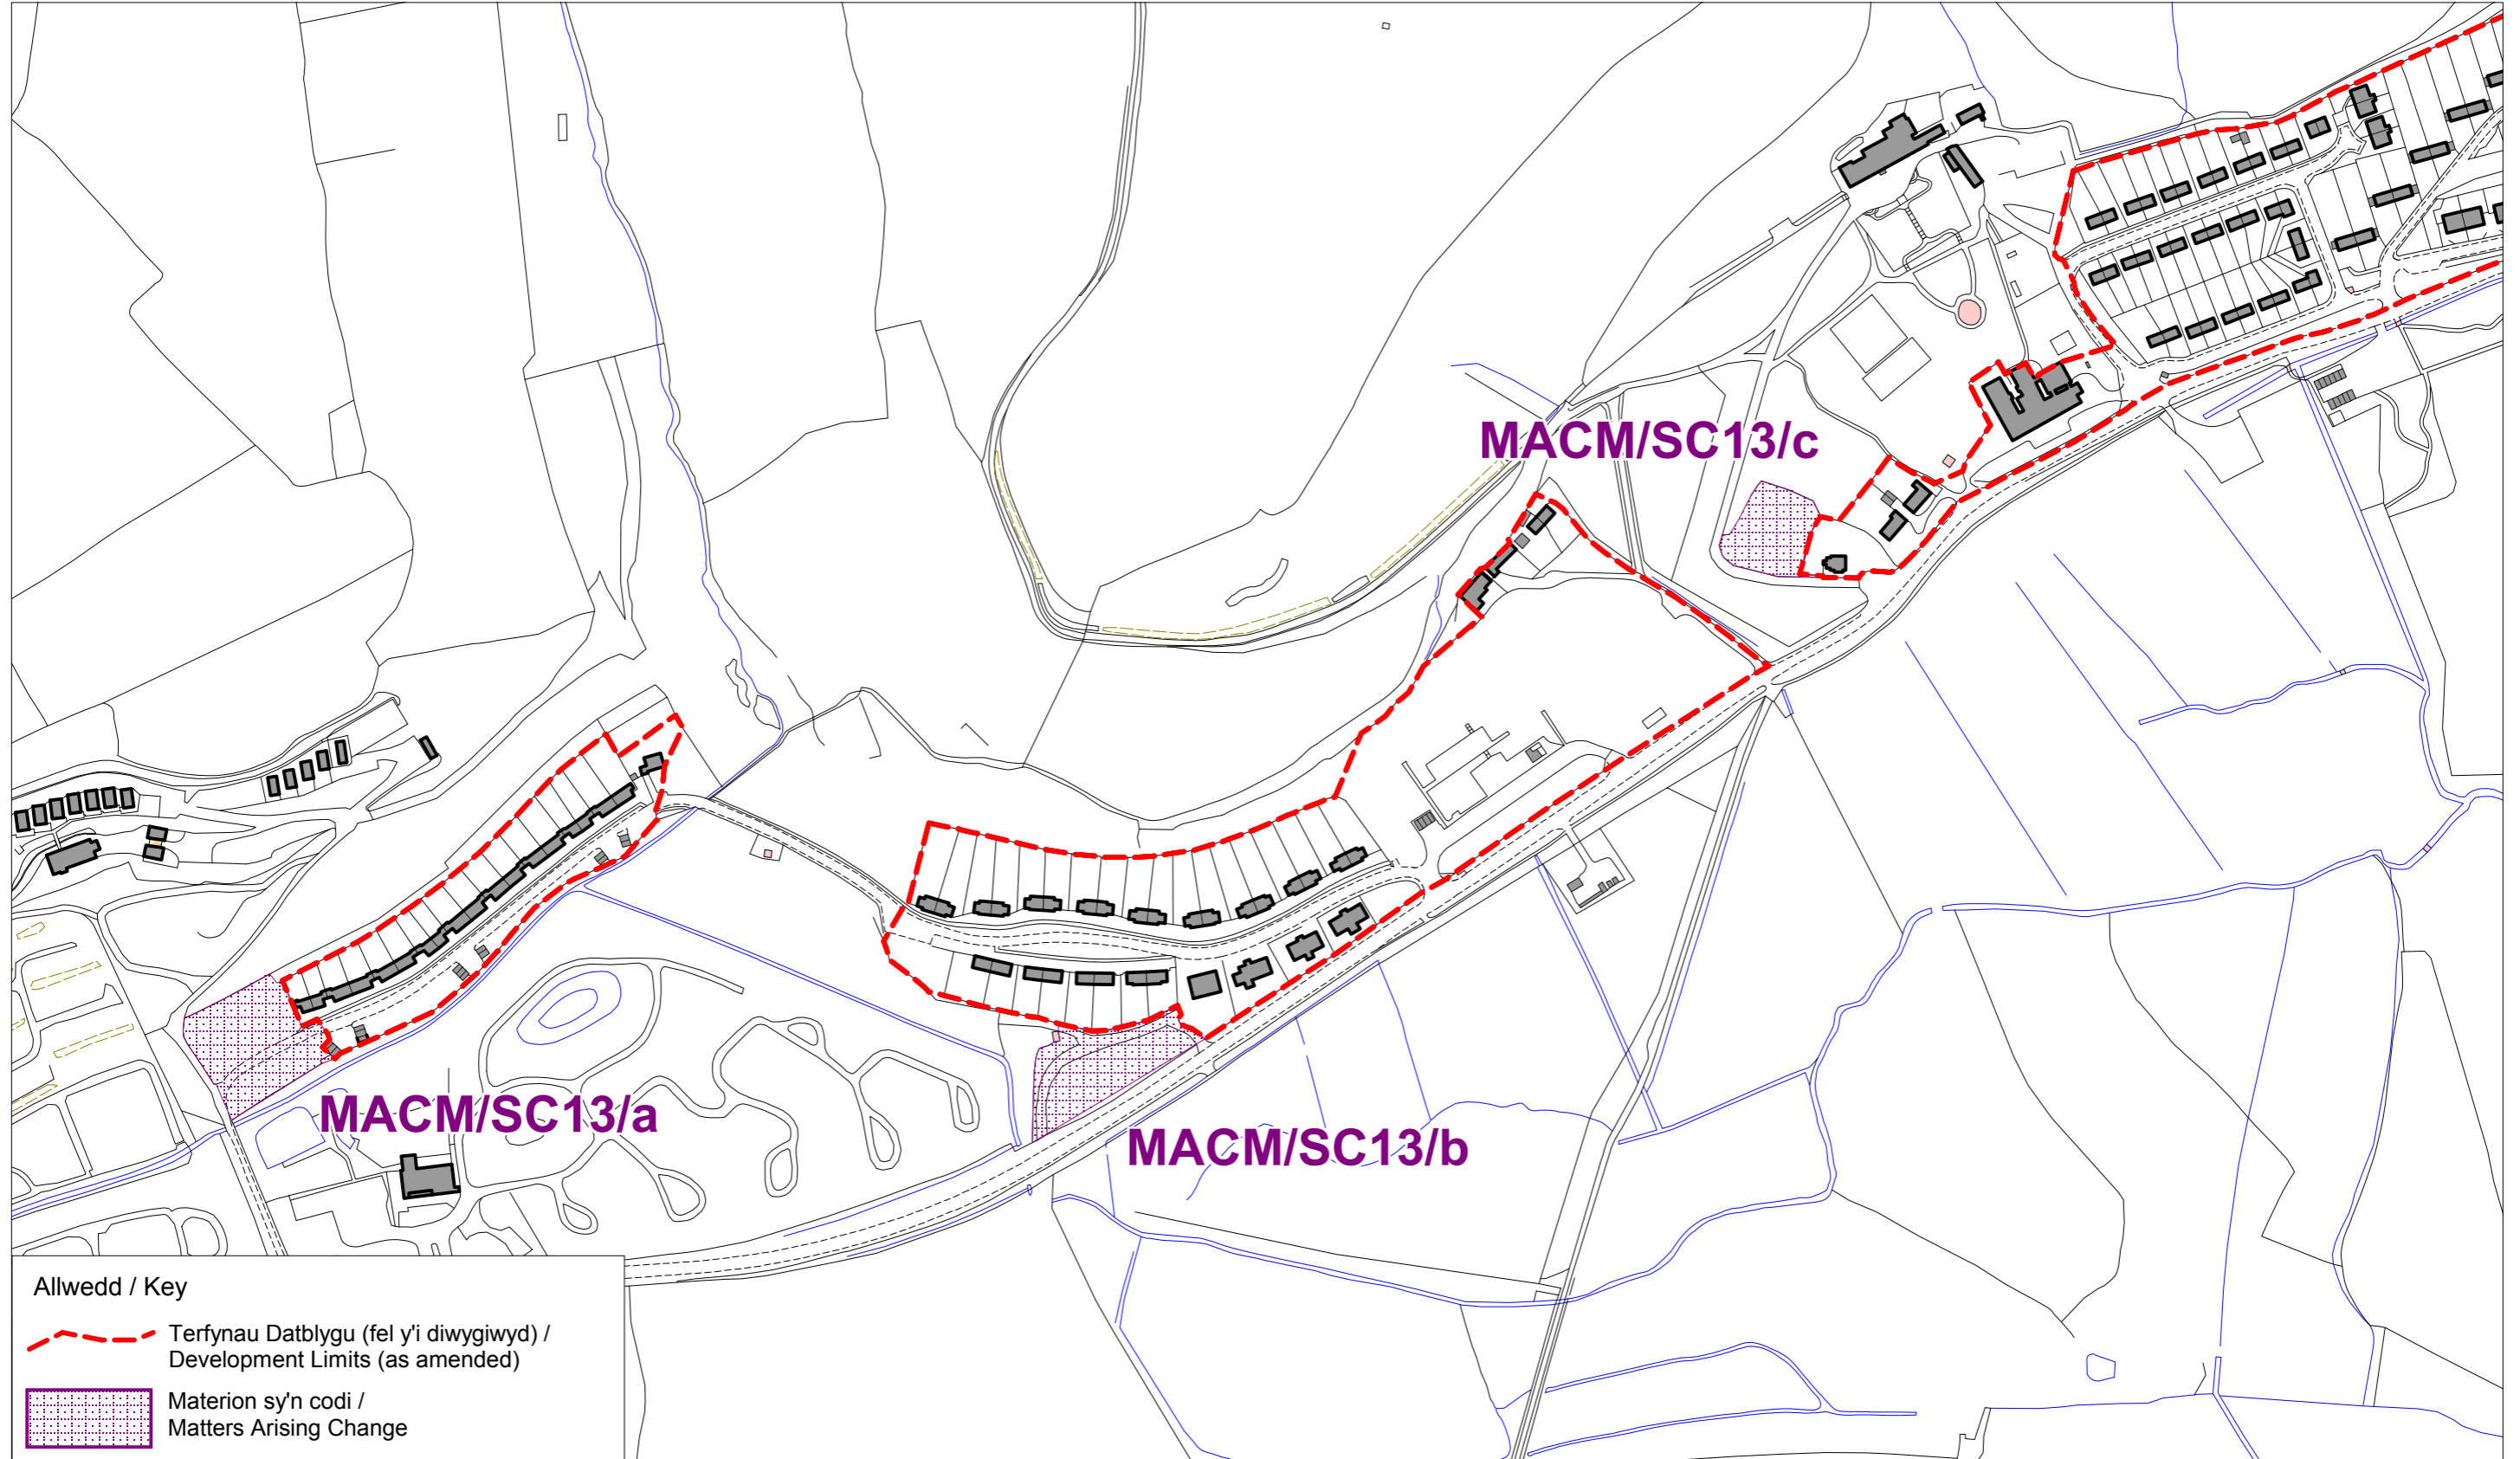 MACM/SC13/c
MACM/SC13/a
MACM/SC13/b
Allwedd / Key
Terfynau Datblygu (fel y'i diwygiwyd) /
Development Limits (as amended)
Materion sy'n codi /
Matters Arising Change